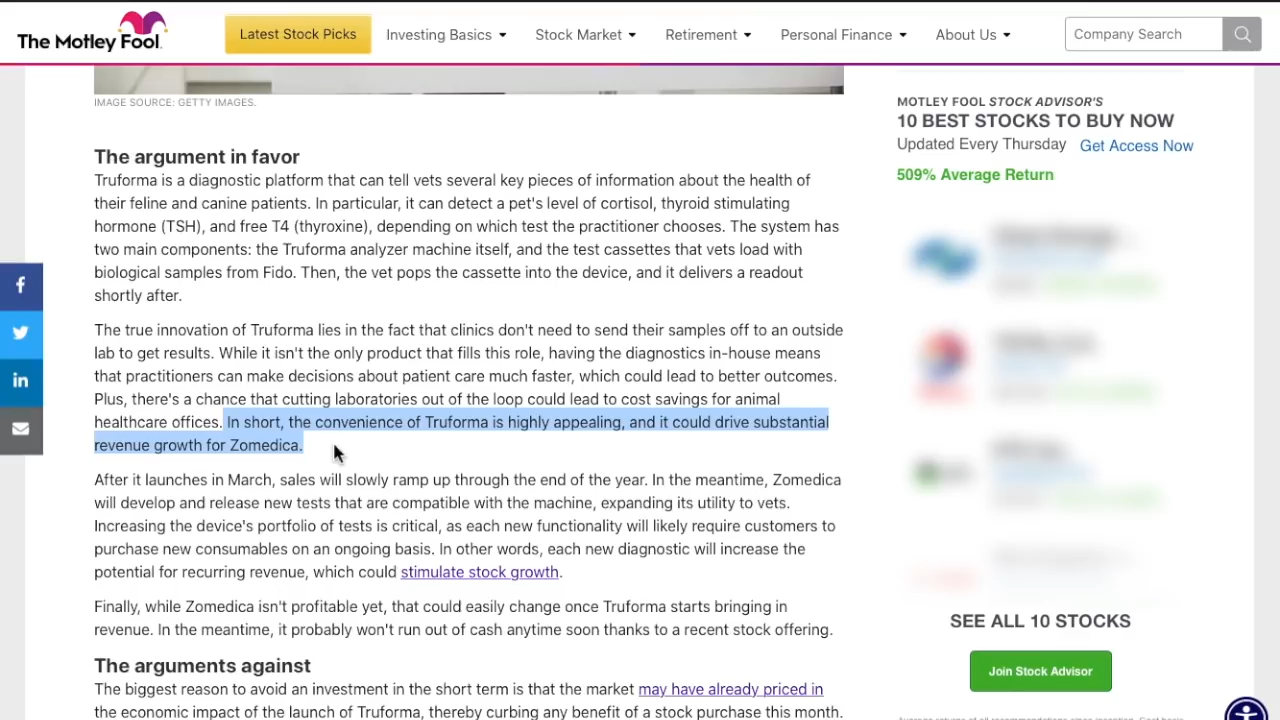 The Motley Fool.
Latest Stock Picks
Investing Basics
Stock Market
Retirement
Personal Finance
About Us
Company Search
IMAGE SOURCE: GETTY IMAGES.
The argument in favor
Truforma is a diagnostic platform that can tell vets several key pieces of information about the health of
their feline and canine patients. In particular, it can detect a pet's level of cortisol, thyroid stimulating
hormone (TSH), and free T4 (thyroxine), depending on which test the practitioner chooses. The system has
two main components: the Truforma analyzer machine itself, and the test cassettes that vets load with
biological samples from Fido. Then, the vet pops the cassette into the device, and it delivers a readout
shortly after.
The true innovation of Truforma lies in the fact that clinics don't need to send their samples off to an outside
lab to get results. While it isn't the only product that fills this role, having the diagnostics in-house means
that practitioners can make decisions about patient care much faster, which could lead to better outcomes.
Plus, there's a chance that cutting laboratories out of the loop could lead to cost savings for animal
healthcare offices. In short, the convenience of Truforma is highly appealing, and it could drive substantial
revenue growth for Zomedica.
After it launches in March, sales will slowly ramp up through the end of the year. In the meantime, Zomedica
will develop and release new tests that are compatible with the machine, expanding its utility to vets.
Increasing the device's portfolio of tests is critical, as each new functionality will likely require customers to
purchase new consumables on an ongoing basis. In other words, each new diagnostic will increase the
potential for recurring revenue, which could stimulate stock growth.
Finally, while Zomedica isn't profitable yet, that could easily change once Truforma starts bringing in
revenue. In the meantime, it probably won't run out of cash anytime soon thanks to a recent stock offering.
The arguments against
The biggest reason to avoid an investment in the short term is that the market may have already priced in
the economic impact of the launch of Truforma, thereby curbing any benefit of a stock purchase this month.
MOTLEY FOOL STOCK ADVISOR'S
10 BEST STOCKS TO BUY NOW
Updated Every Thursday Get Access Now
509% Average Return
SEE ALL 10 STOCKS
Join Stock Advisor